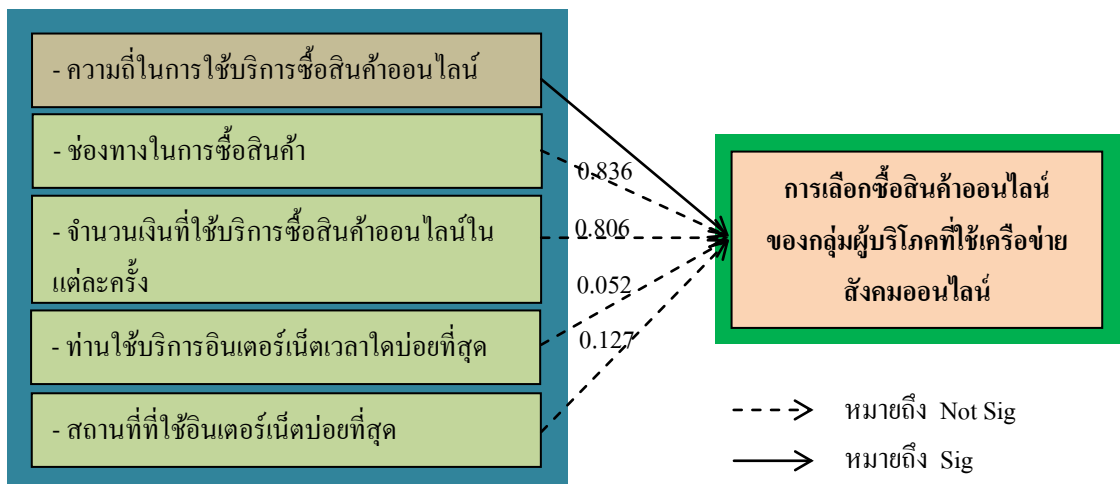 - ความถี่ในการใช้บริการซื้อสินค้าออนไลน์
- ช่องทางในการซื้อสินค้า
0.836
- จำนวนเงินที่ใช้บริการซื้อสินค้าออนไลน์ใน
แต่ละครั้ง
0.806
0.052
- ท่านใช้บริการอินเตอร์เน็ตเวลาใดบ่อยที่สุด
0.127
- สถานที่ที่ใช้อินเตอร์เน็ตบ่อยที่สุด
การเลือกซื้อสินค้าออนไลน์
ของกลุ่มผู้บริโภคที่ใช้เครือข่าย
สังคมออนไลน์
หมายถึง Not Sig
หมายถึง Sig